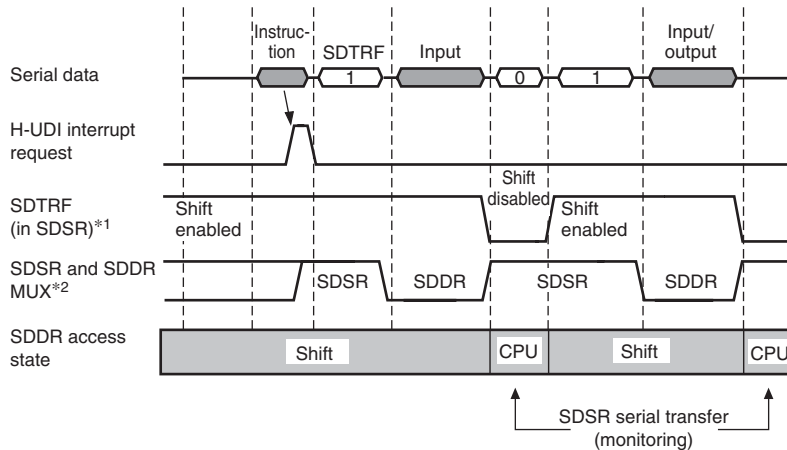 Instruc-
tion
SDTRF
Input
Input/
output
Serial data
1
0
1
H-UDI interrupt
request
Shift
disabled
SDTRF
(in SDSR)*1
Shift
enabled
Shift
enabled
SDSR and SDDR
MUX*2
SDSR
SDDR
SDSR
SDDR
SDDR access
state
Shift
CPU
Shift
CPU
SDSR serial transfer
(monitoring)